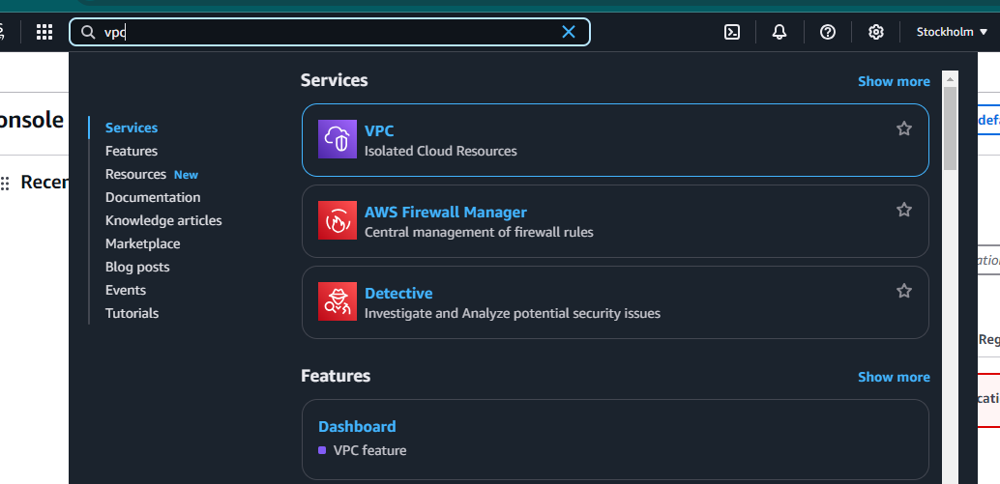 vpc
Stockholm
Services
Show more
onsole
Recen
Services
Features
Resources New
Documentation
Knowledge articles
Marketplace
Blog posts
Events
Tutorials
VPC
Isolated Cloud Resources
AWS Firewall Manager
Central management of firewall rules
Detective
Investigate and Analyze potential security issues
Features
Show more
Dashboard
VPC feature
defa
ation
Reg
cati